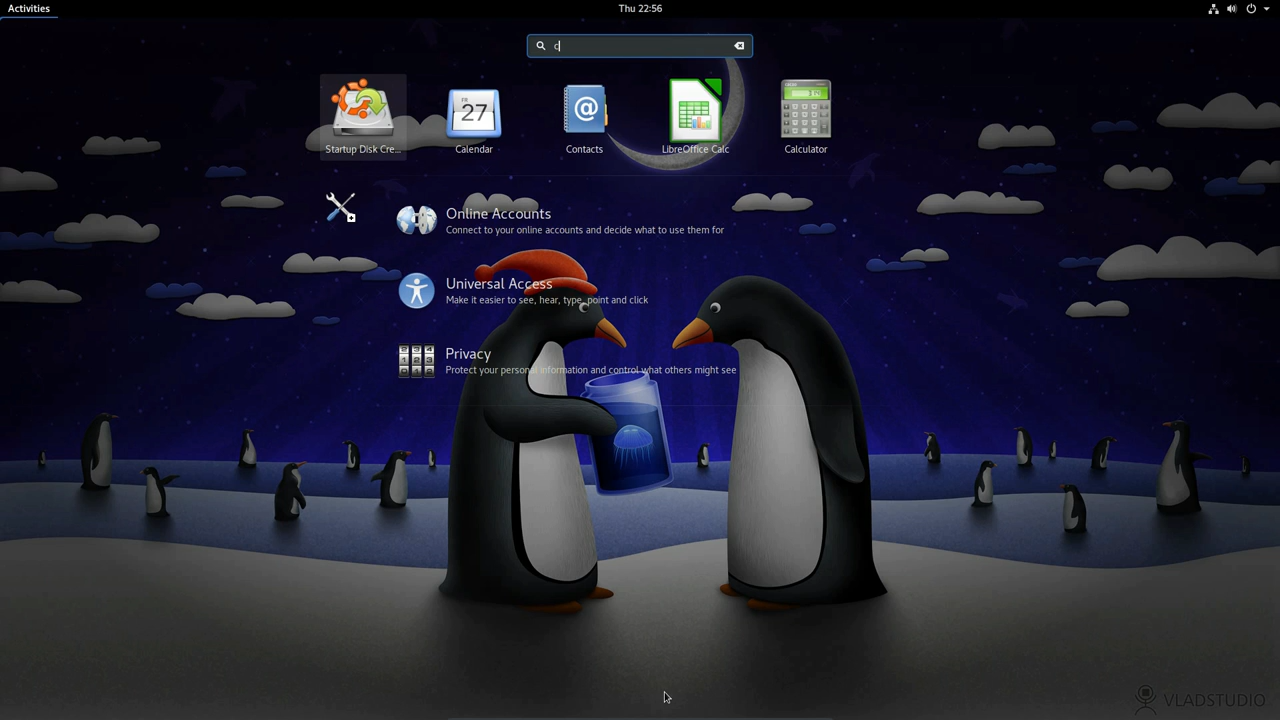 Activities
Thu 22:56
c
Startup Disk Cre...
FRI
27
Calendar
@
Contacts
LibreOffice Calc
Calculator
Online Accounts
Connect to your online accounts and decide what to use them for
Universal Access
Make it easier to see, hear, type, point and click
Privacy
Protect your personal information and control what others might see
VLADSTUDIO